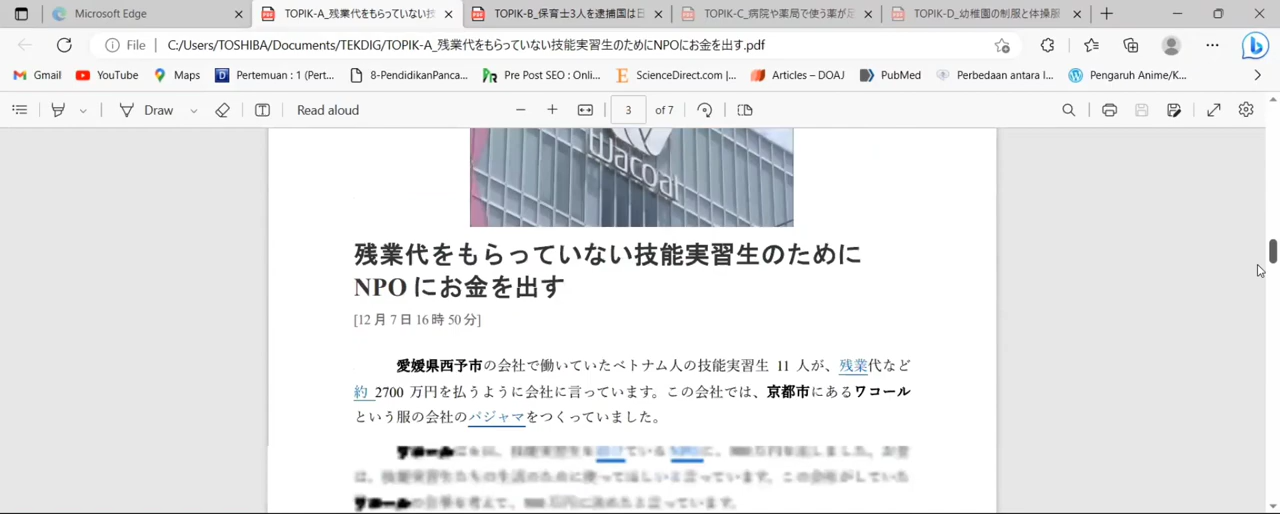 Microsoft Edge
TOPIK-A_残業代をもらっていない技
TOPIK-B_保育士3人を逮捕国は日
TOPIK-C_病院や薬局で使う薬が足
TOPIK-D_幼稚園の制服と体操服
File C:/Users/TOSHIBA/Documents/TEKDIG/TOPIK-A_残業代をもらっていない技能実習生のためにNPOにお金を出す.pdf
Gmail YouTube Maps Pertemuan : 1 (Pert... 8-PendidikanPanca... Pre Post SEO : Onli... ScienceDirect.com |... Articles – DOAJ PubMed Perbedaan antara I... Pengaruh Anime/K...
Draw Read aloud 3 of 7
wacoal
残業代をもらっていない技能実習生のために
NPO にお金を出す
[12 月 7 日 16 時 50 分]
愛媛県西予市の会社で働いていたベトナム人の技能実習生 11 人が、残業代など
約 2700 万円を払うように会社に言っています。この会社では、京都市にあるワコール
という服の会社のパジャマをつくっていました。